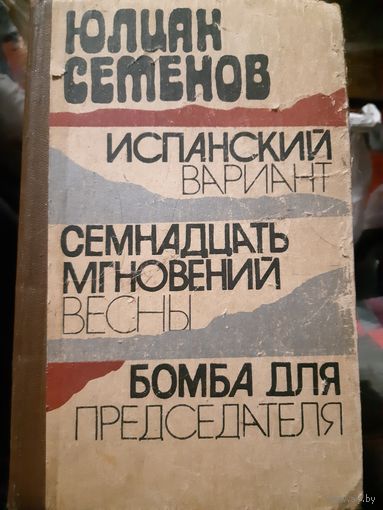 ЮЛИАН
СЕМЕНОВ
ИСПАНСКИЙ
ВАРИАНТ
СЕМНАДЦАТЬ
МГНОВЕНИЙ
ВЕСНЫ
БОМБА ДЛЯ
ПРЕДСЕДАТЕЛЯ